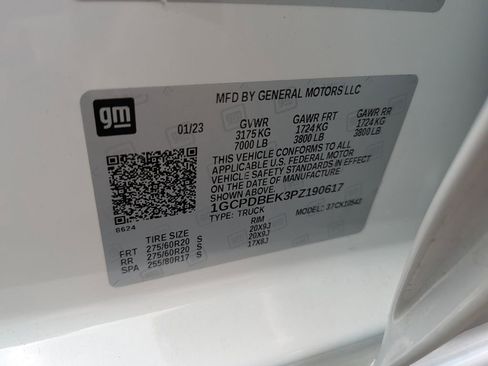 gm
MFD BY GENERAL MOTORS LLC
01/23
GVWR GAWR FRT GAWR RR
3175 KG 1724 KG 1724 KG
7000 LB 3800 LB 3800 LB
THIS VEHICLE CONFORMS TO ALL
APPLICABLE U.S. FEDERAL MOTOR
VEHICLE SAFETY STANDARDS IN
EFFECT ON THE DATE OF MANUFACTURE
SHOWN ABOVE.
1GCPDBEK3PZ190617
TYPE: TRUCK MODEL:
8624
TIRE SIZE RIM
FRT 275/60R20 S 20X9J
RR 275/60R20 S 20X9J
SPA 255/80R17 S 17X8J